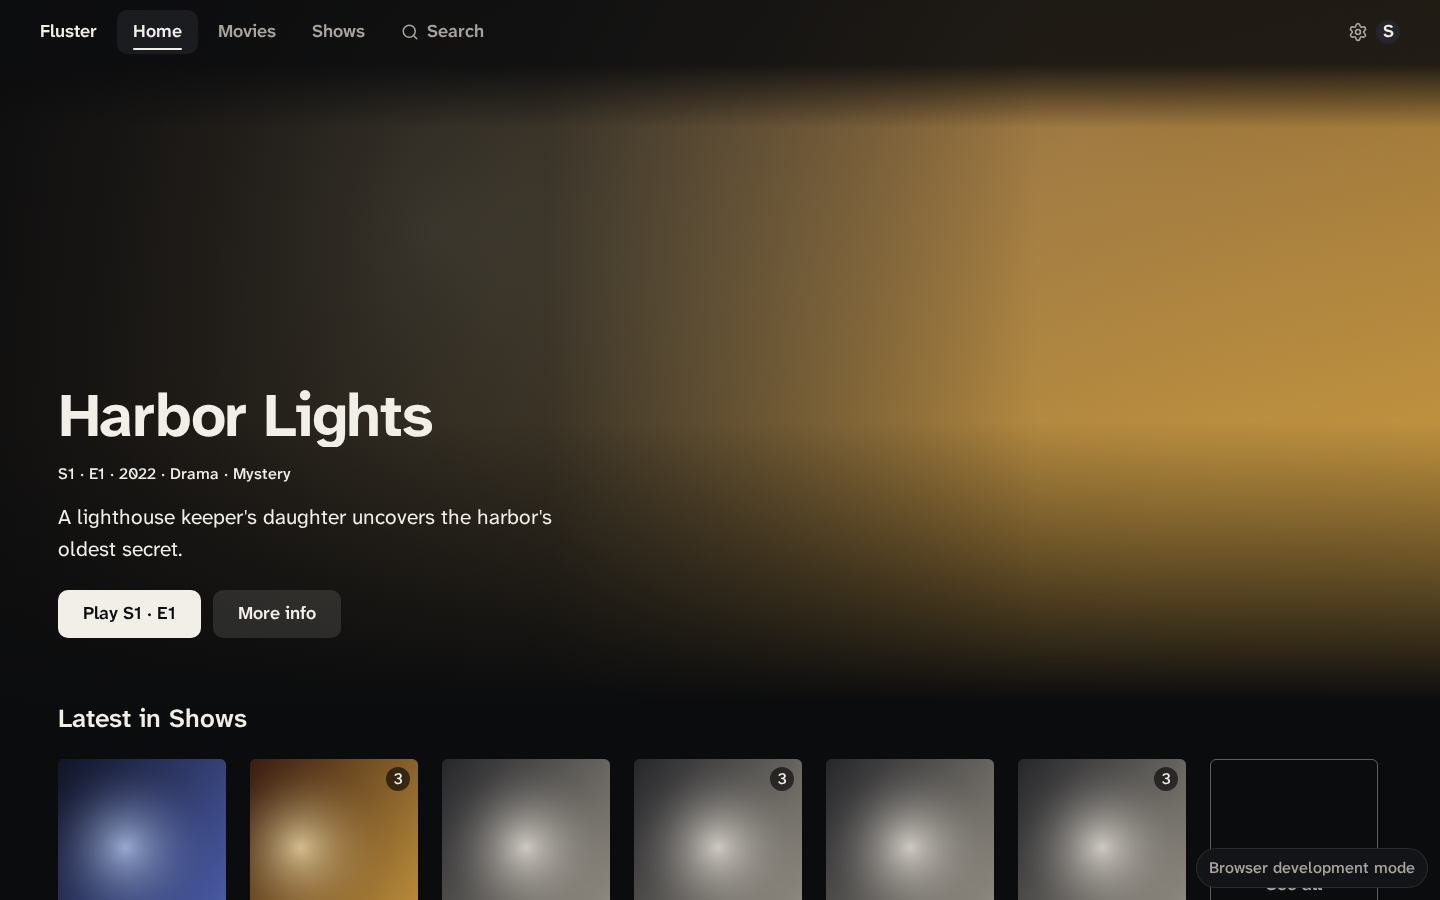 Fluster
Home
Movies
Shows
Search
S
Harbor Lights
S1 · E1 · 2022 · Drama · Mystery
A lighthouse keeper's daughter uncovers the harbor's
oldest secret.
Play S1 · E1
More info
Latest in Shows
3
3
3
Browser development mode